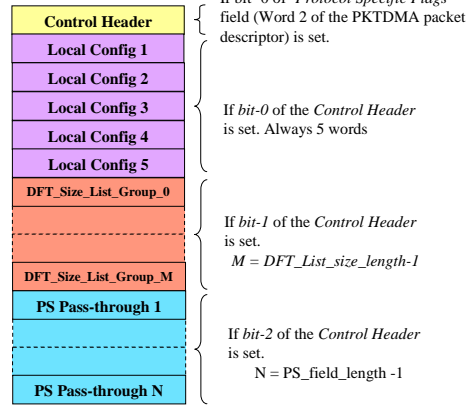 If bit-0 of "Protocol Specific Flags"
field (Word 2 of the PKTDMA packet
descriptor) is set.
Control Header
Local Config 1
Local Config 2
Local Config 3
Local Config 4
Local Config 5
If bit-0 of the Control Header
is set. Always 5 words
DFT_Size_List_Group_0
DFT_Size_List_Group_M
If bit-1 of the Control Header
is set.
M = DFT_List_size_length-1
PS Pass-through 1
PS Pass-through N
If bit-2 of the Control Header
is set.
N = PS_field_length -1